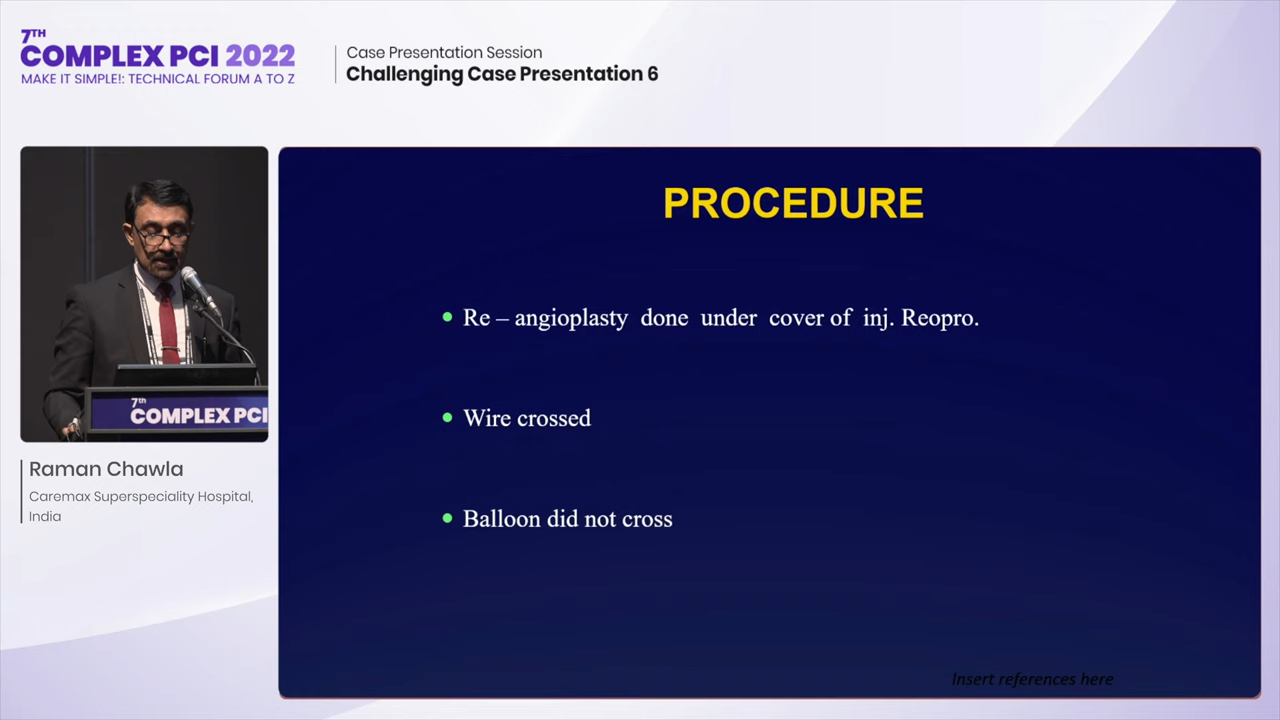 7TH
COMPLEX PCI 2022
MAKE IT SIMPLE!: TECHNICAL FORUM A TO Z
Case Presentation Session
Challenging Case Presentation 6
PROCEDURE
• Re – angioplasty done under cover of inj. Reopro.
• Wire crossed
• Balloon did not cross
Insert references here
7th
COMPLEX PCI
Raman Chawla
Caremax Superspeciality Hospital,
India